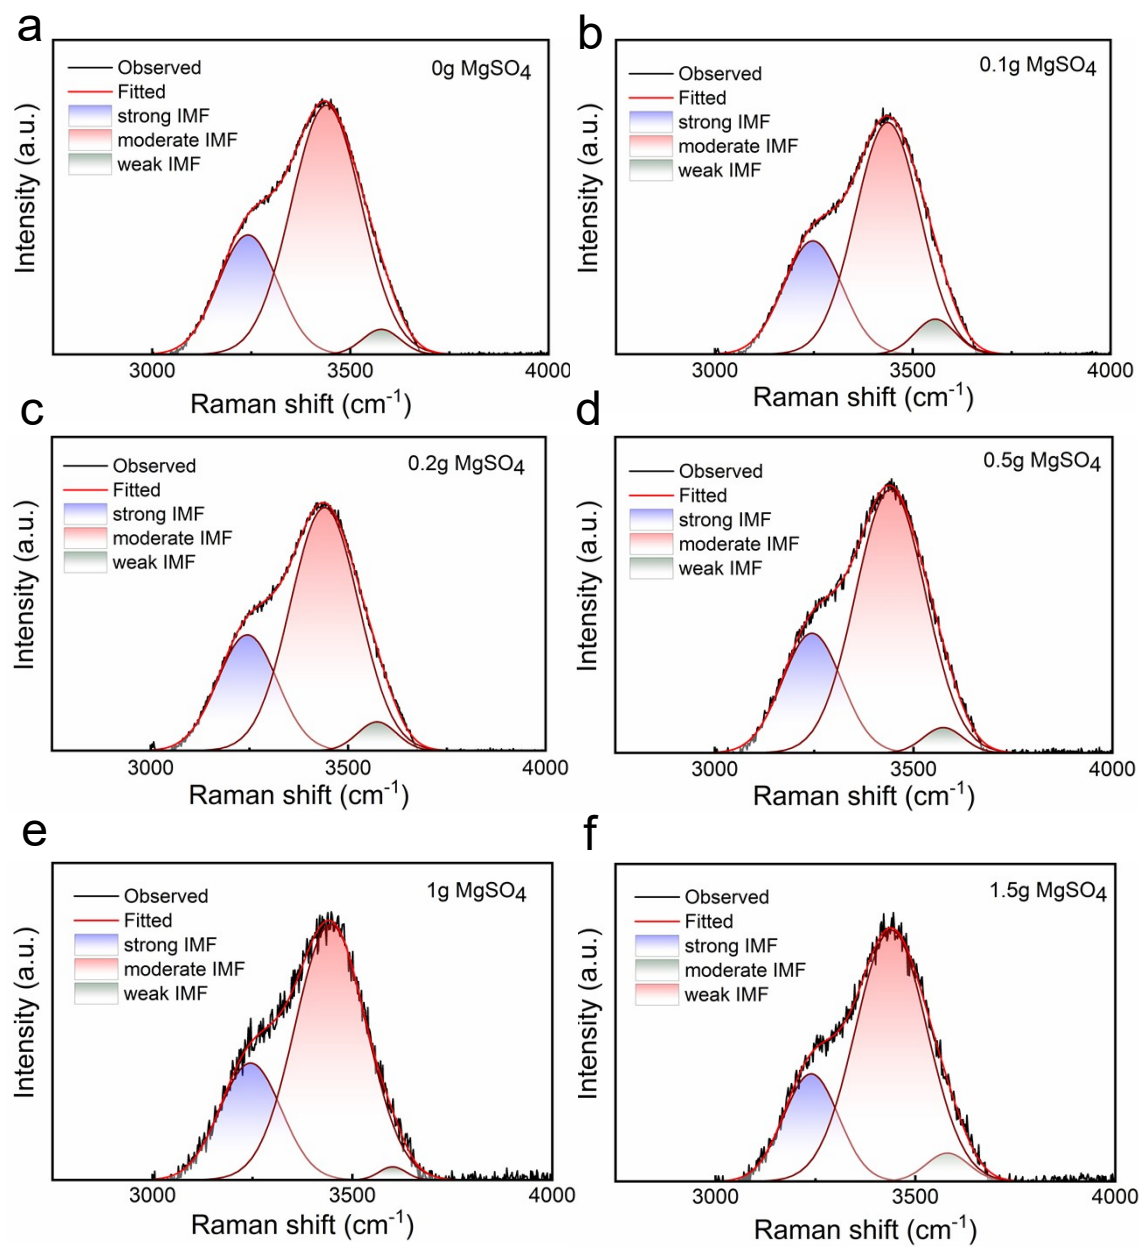 a
0g MgSO4
Observed
Fitted
strong IMF
moderate IMF
weak IMF
Intensity (a.u.)
3000 3500 4000
Raman shift (cm-1)
b
0.1g MgSO4
Observed
Fitted
strong IMF
moderate IMF
weak IMF
Intensity (a.u.)
3000 3500 4000
Raman shift (cm-1)
c
0.2g MgSO4
Observed
Fitted
strong IMF
moderate IMF
weak IMF
Intensity (a.u.)
3000 3500 4000
Raman shift (cm-1)
d
0.5g MgSO4
Observed
Fitted
strong IMF
moderate IMF
weak IMF
Intensity (a.u.)
3000 3500 4000
Raman shift (cm-1)
e
1g MgSO4
Observed
Fitted
strong IMF
moderate IMF
weak IMF
Intensity (a.u.)
3000 3500 4000
Raman shift (cm-1)
f
1.5g MgSO4
Observed
Fitted
strong IMF
moderate IMF
weak IMF
Intensity (a.u.)
3000 3500 4000
Raman shift (cm-1)